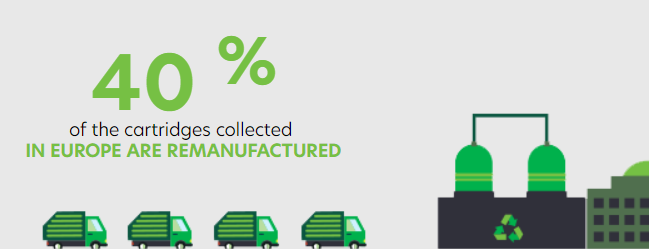 40 %
of the cartridges collected
IN EUROPE ARE REMANUFACTURED